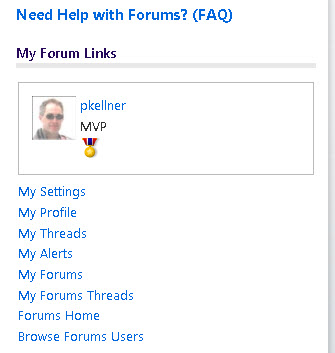 Need Help with Forums? (FAQ)
My Forum Links
pkellner
MVP
My Settings
My Profile
My Threads
My Alerts
My Forums
My Forums Threads
Forums Home
Browse Forums Users